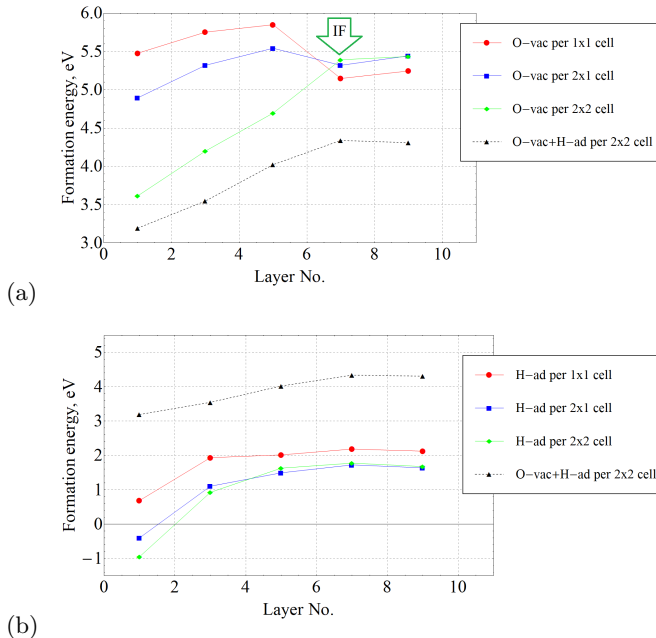 (a)
Formation energy, eV
6.0
5.5
5.0
4.5
4.0
3.5
3.0
0 2 4 6 8 10
Layer No.
IF
O−vac per 1x1 cell
O−vac per 2x1 cell
O−vac per 2x2 cell
O−vac+H−ad per 2x2 cell
(b)
Formation energy, eV
5
4
3
2
1
0
−1
0 2 4 6 8 10
Layer No.
H−ad per 1x1 cell
H−ad per 2x1 cell
H−ad per 2x2 cell
O−vac+H−ad per 2x2 cell